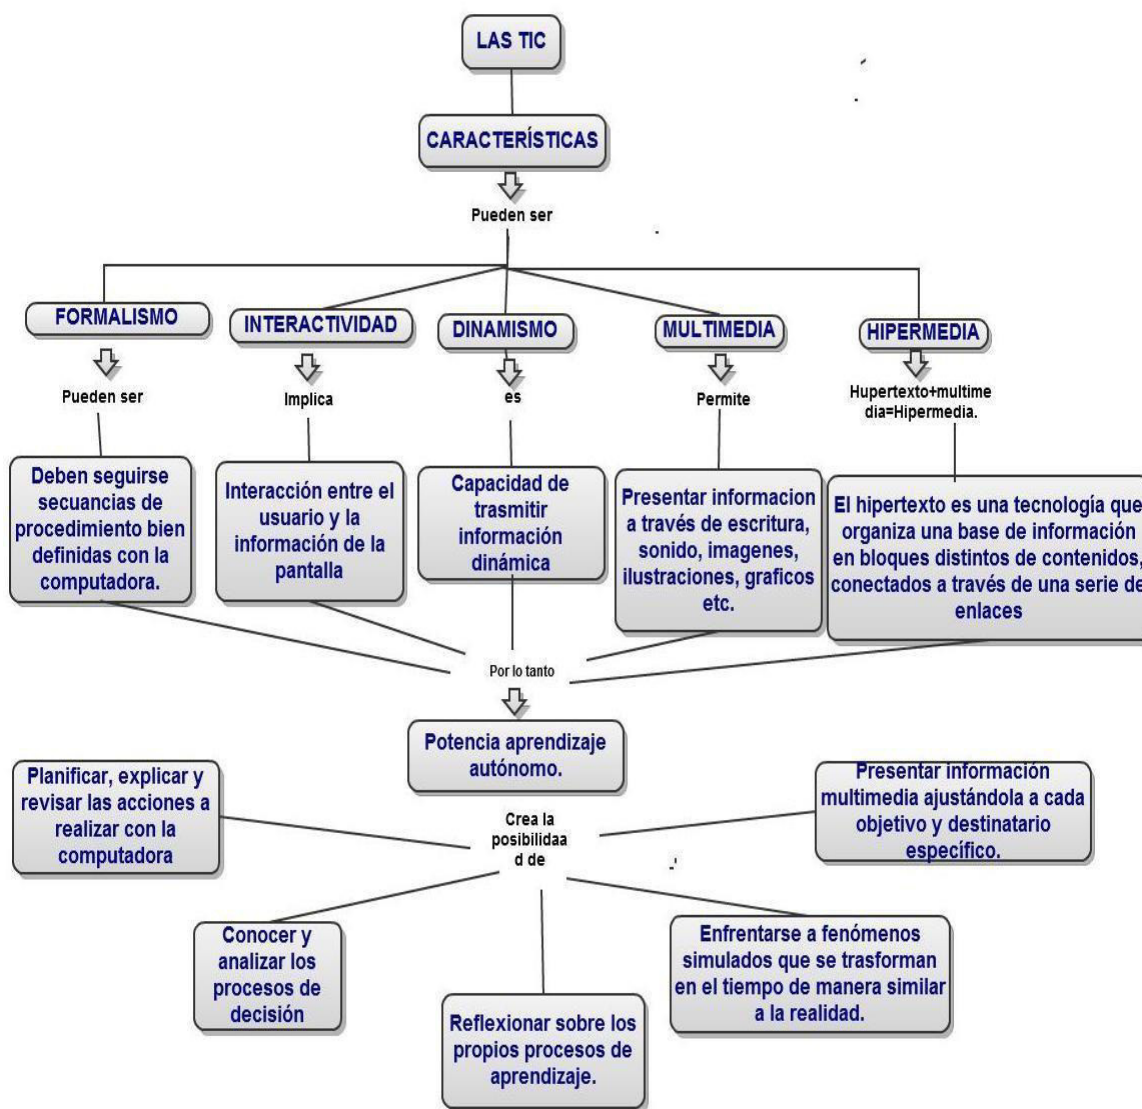 LAS TIC
CARACTERÍSTICAS
Pueden ser
FORMALISMO
INTERACTIVIDAD
DINAMISMO
MULTIMEDIA
HIPERMEDIA
Pueden ser
Implica
es
Permite
Hupertexto+multime
dia=Hipermedia.
Deben seguirse
secuancias de
procedimiento bien
definidas con la
computadora.
Interacción entre el
usuario y la
información de la
pantalla
Capacidad de
trasmitir
información
dinámica
Presentar informacion
a través de escritura,
sonido, imagenes,
ilustraciones, graficos
etc.
El hipertexto es una tecnología que
organiza una base de información
en bloques distintos de contenidos,
conectados a través de una serie de
enlaces
Por lo tanto
Potencia aprendizaje
autónomo.
Planificar, explicar y
revisar las acciones a
realizar con la
computadora
Crea la
posibilidaa
d de
Presentar información
multimedia ajustándola a cada
objetivo y destinatario
específico.
Conocer y
analizar los
procesos de
decisión
Reflexionar sobre los
propios procesos de
aprendizaje.
Enfrentarse a fenómenos
simulados que se trasforman
en el tiempo de manera similar
a la realidad.